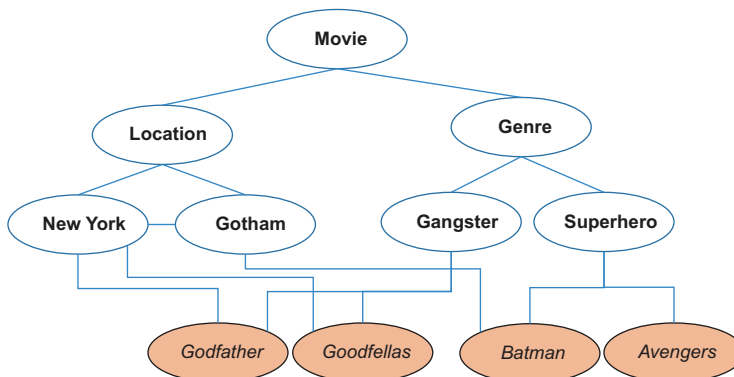 Movie
Location
Genre
New York
Gotham
Gangster
Superhero
Godfather
Goodfellas
Batman
Avengers